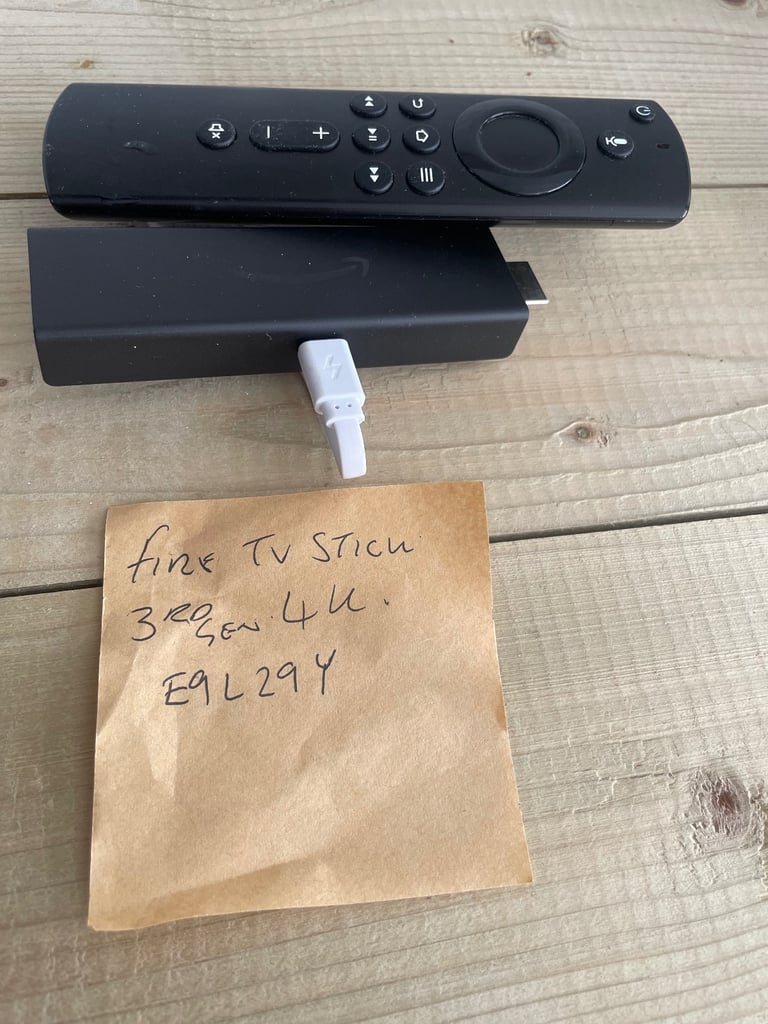 FIRE TV STICK
3RD GEN. 4K.
E9L29Y